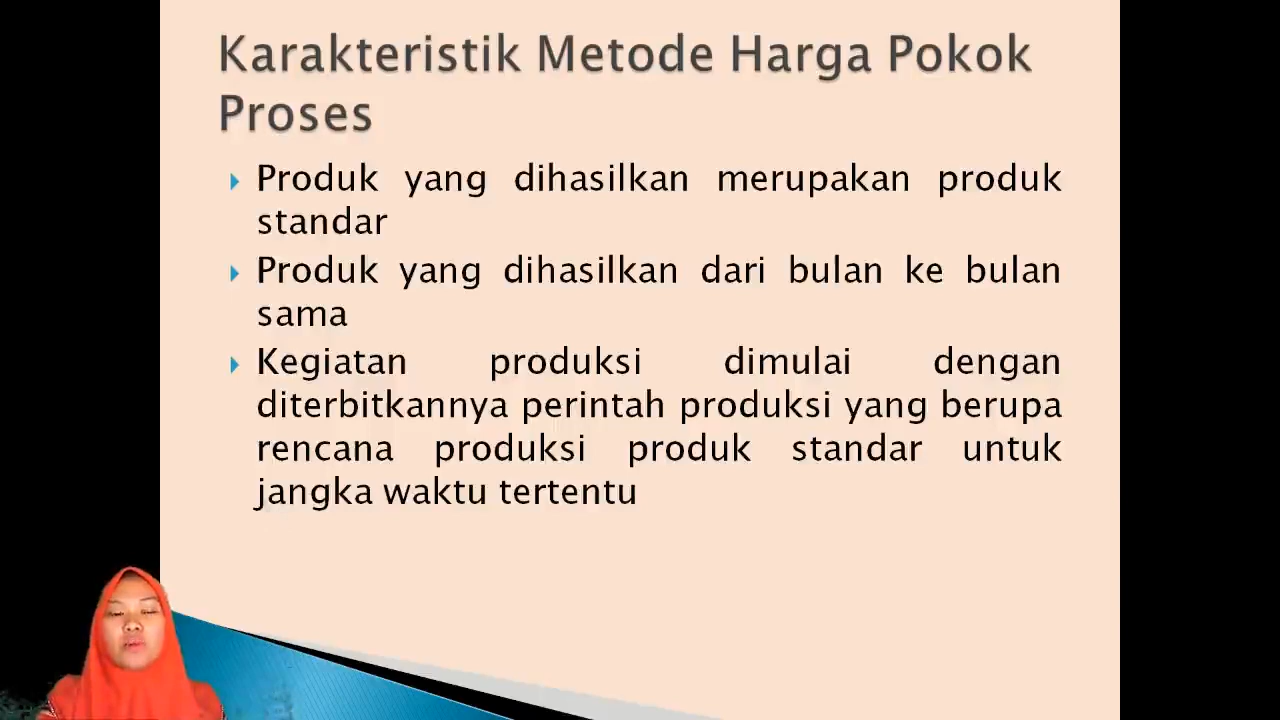 Karakteristik Metode Harga Pokok
Proses
Produk yang dihasilkan merupakan produk
standar
Produk yang dihasilkan dari bulan ke bulan
sama
Kegiatan produksi dimulai dengan
diterbitkannya perintah produksi yang berupa
rencana produksi produk standar untuk
jangka waktu tertentu